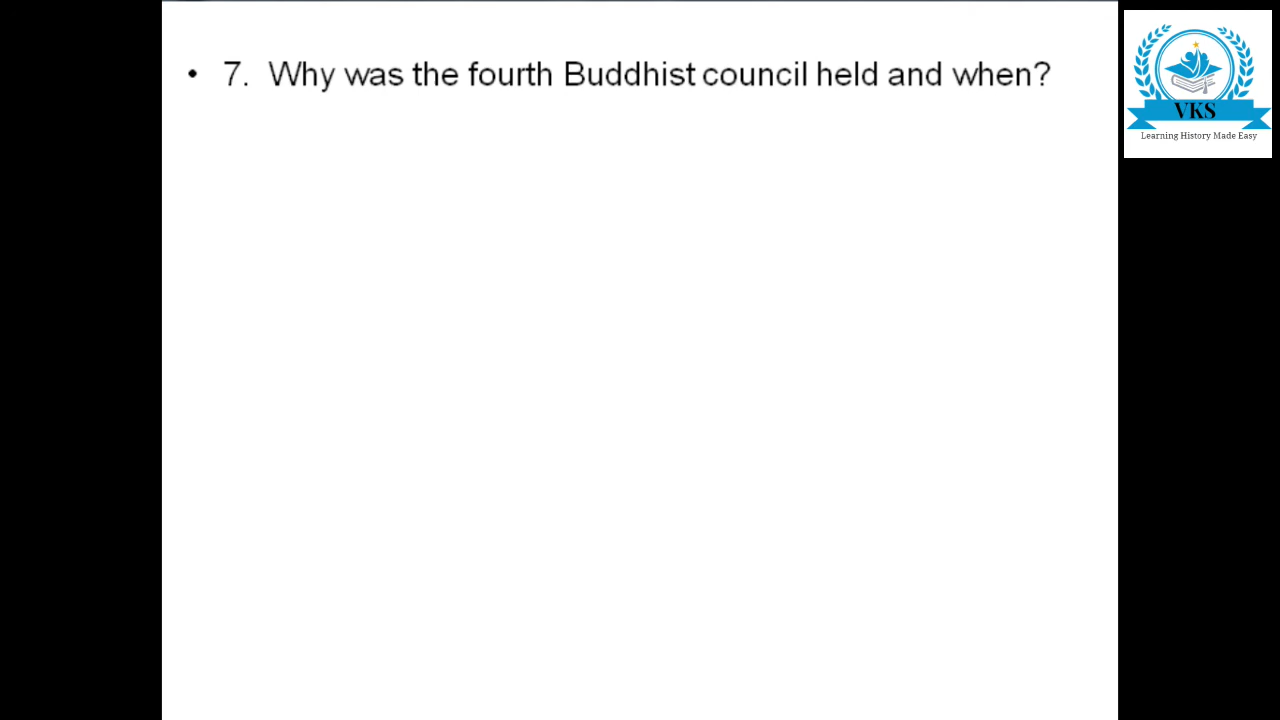 • 7. Why was the fourth Buddhist council held and when?
VKS
Learning History Made Easy